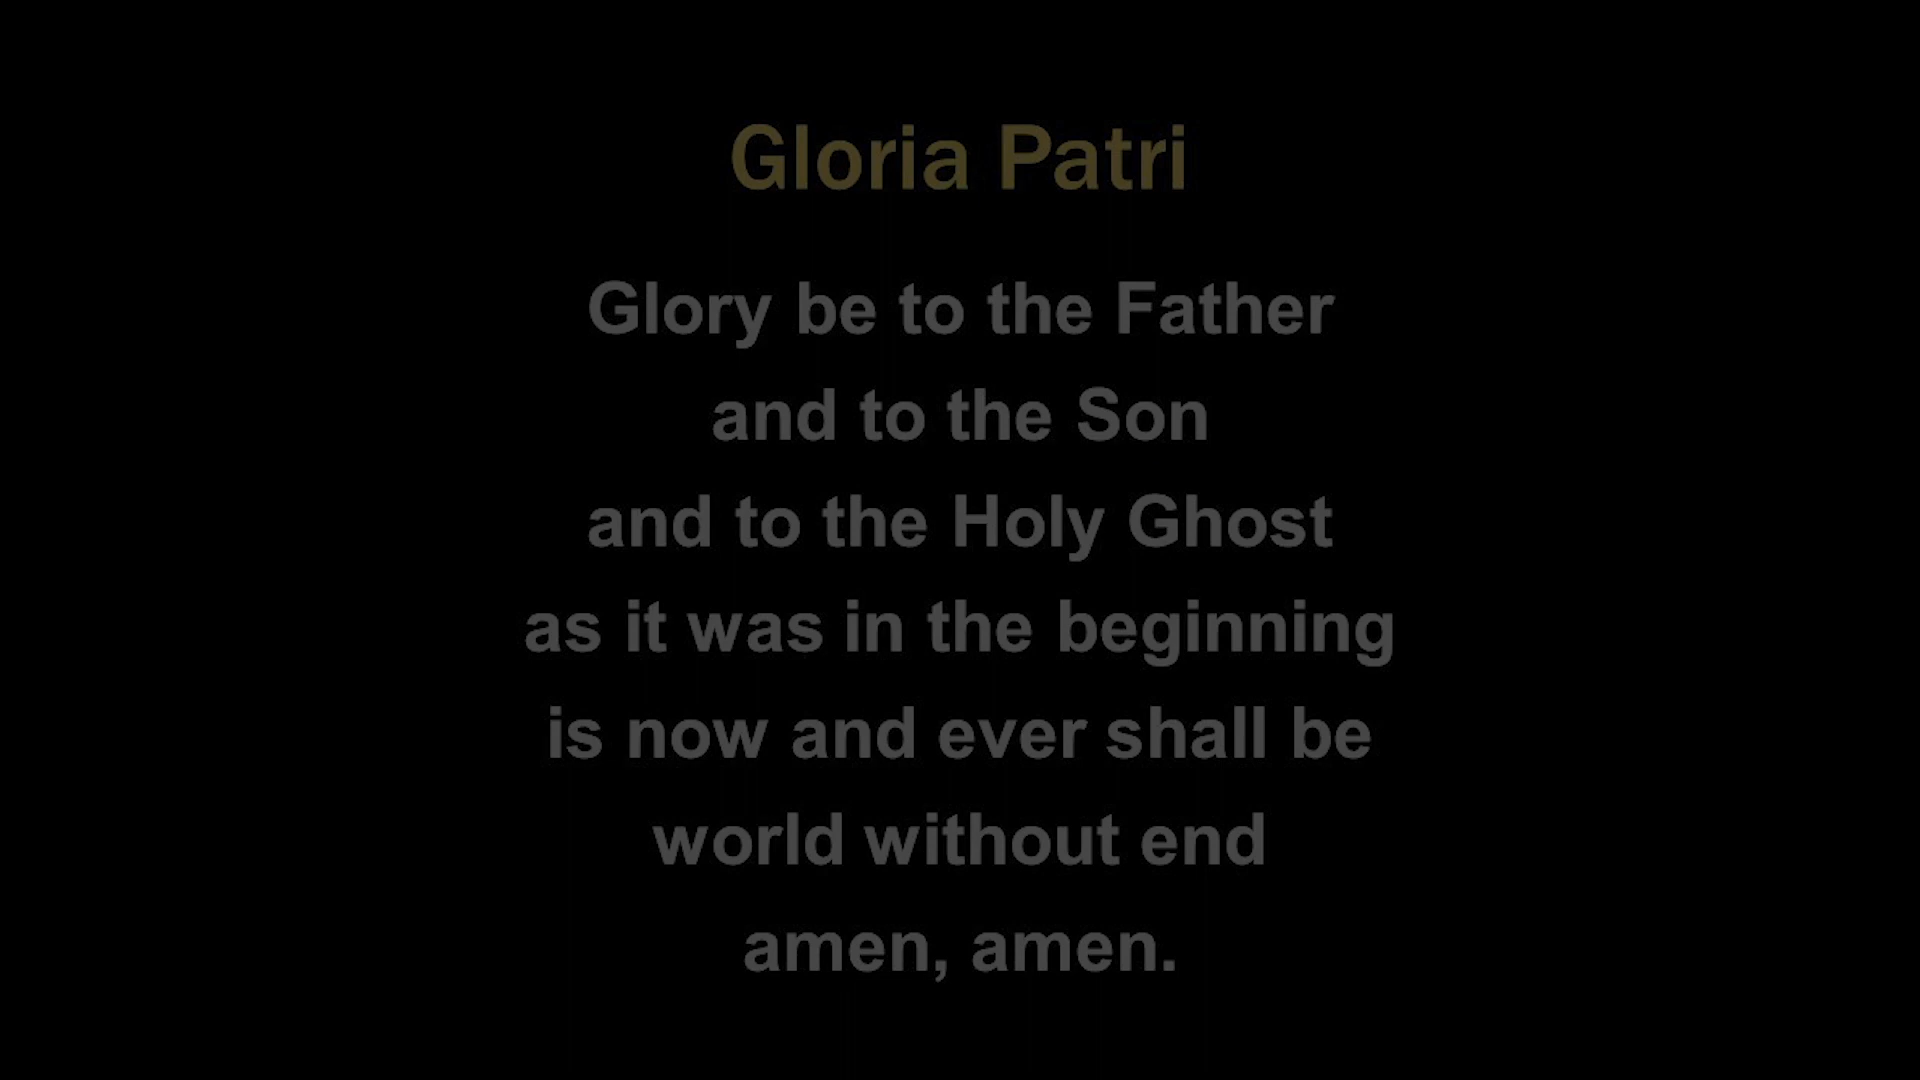 Gloria Patri
Glory be to the Father
and to the Son
and to the Holy Ghost
as it was in the beginning
is now and ever shall be
world without end
amen, amen.